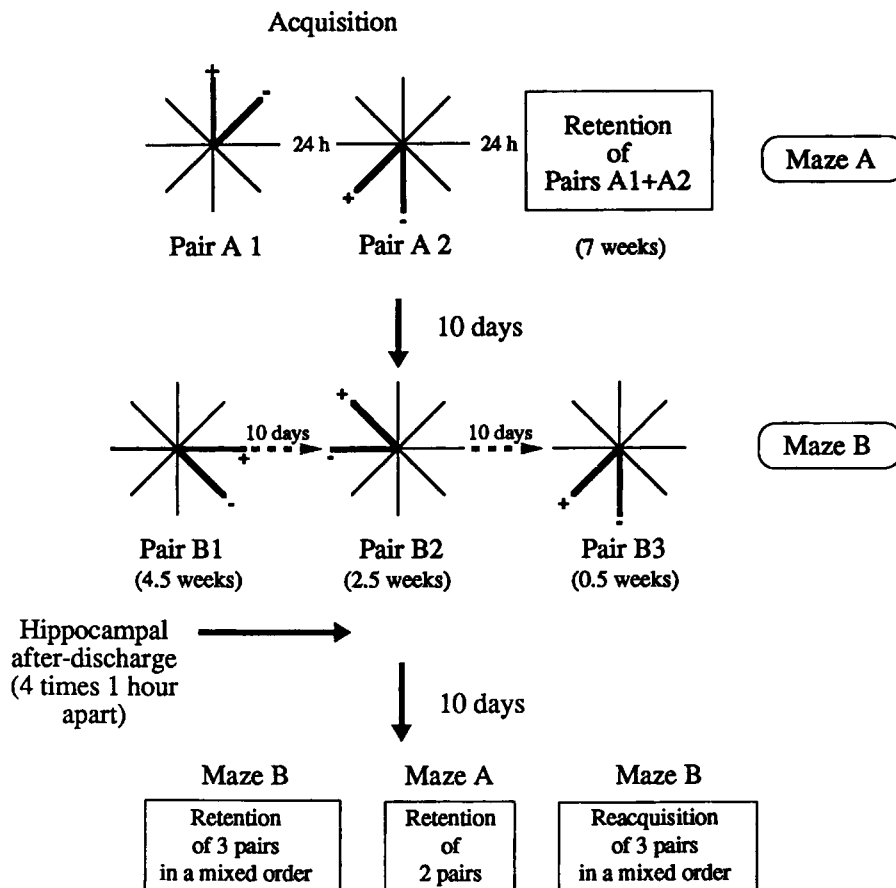 Acquisition
+
-
24 h
+
-
24 h
Retention
of
Pairs A1+A2
Maze A
Pair A 1
Pair A 2
(7 weeks)
10 days
+
-
10 days
+
-
10 days
+
-
Maze B
Pair B1
(4.5 weeks)
Pair B2
(2.5 weeks)
Pair B3
(0.5 weeks)
Hippocampal
after-discharge
(4 times 1 hour
apart)
10 days
Maze B
Retention
of 3 pairs
in a mixed order
Maze A
Retention
of
2 pairs
Maze B
Reacquisition
of 3 pairs
in a mixed order